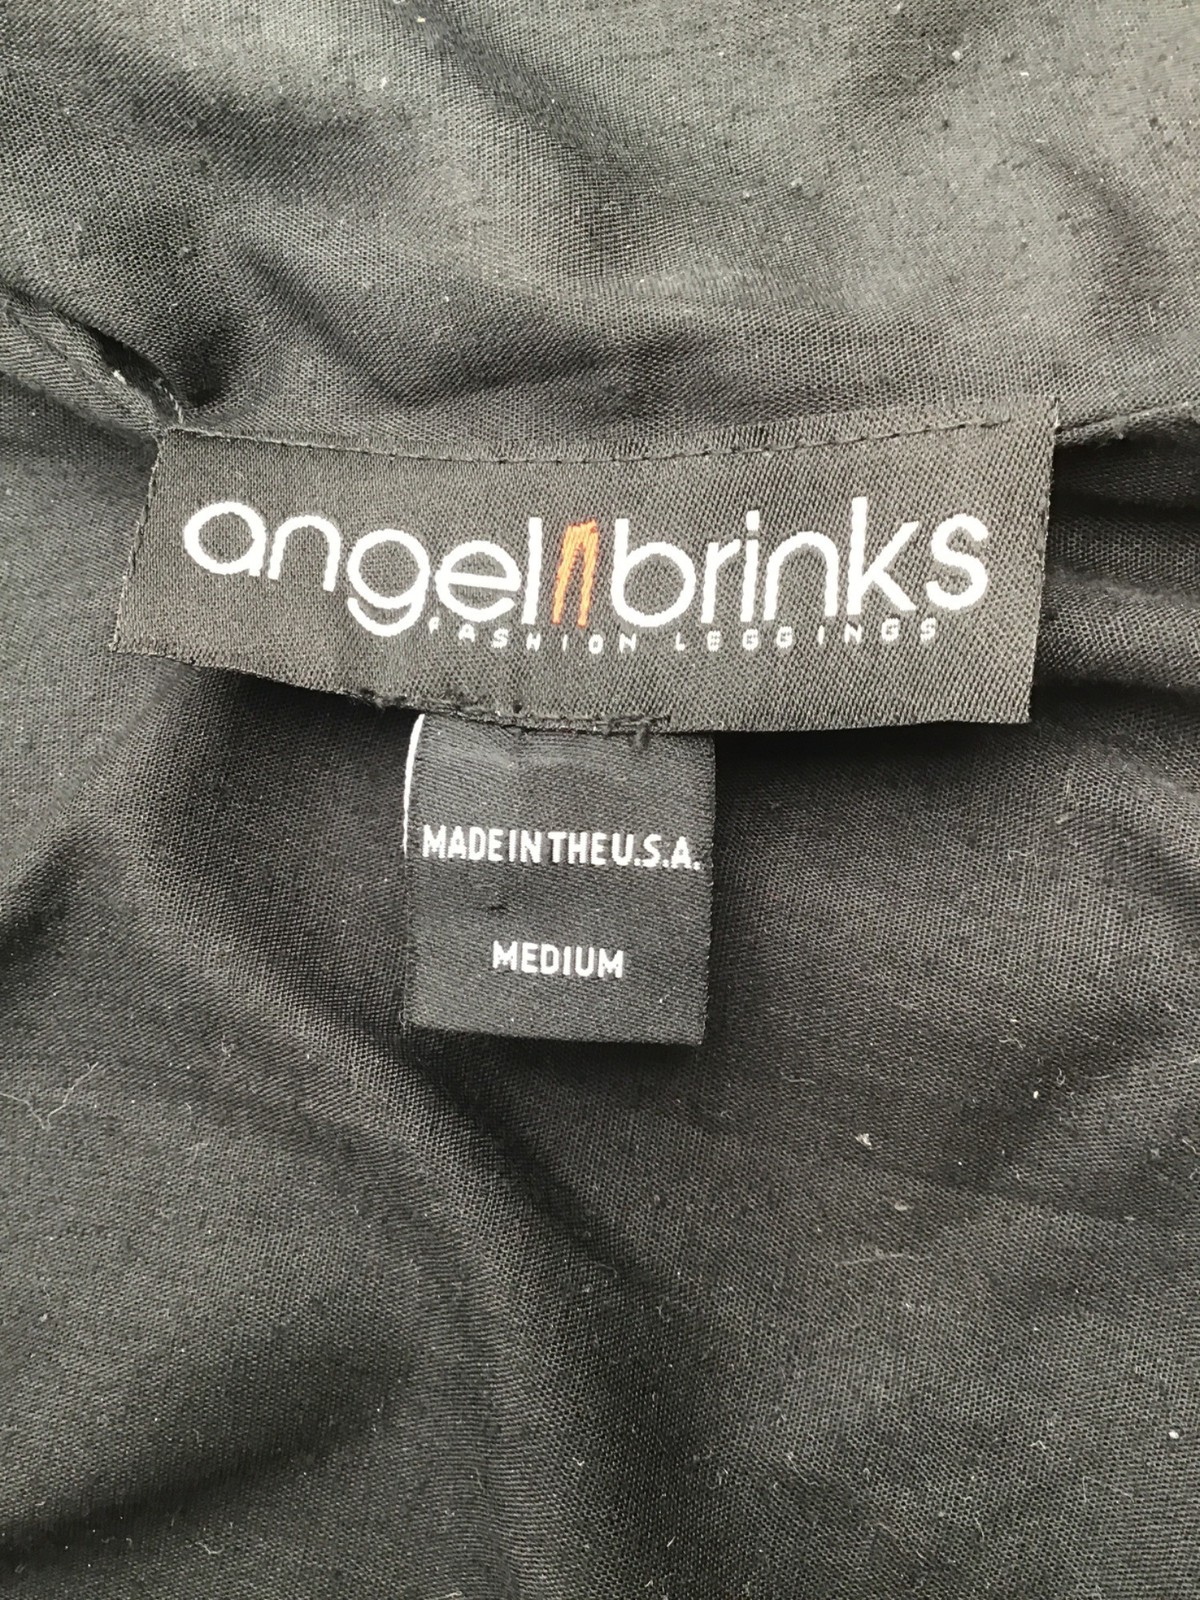 angel brinks
FASHION LEGGINGS
MADE IN THE U.S.A.
MEDIUM